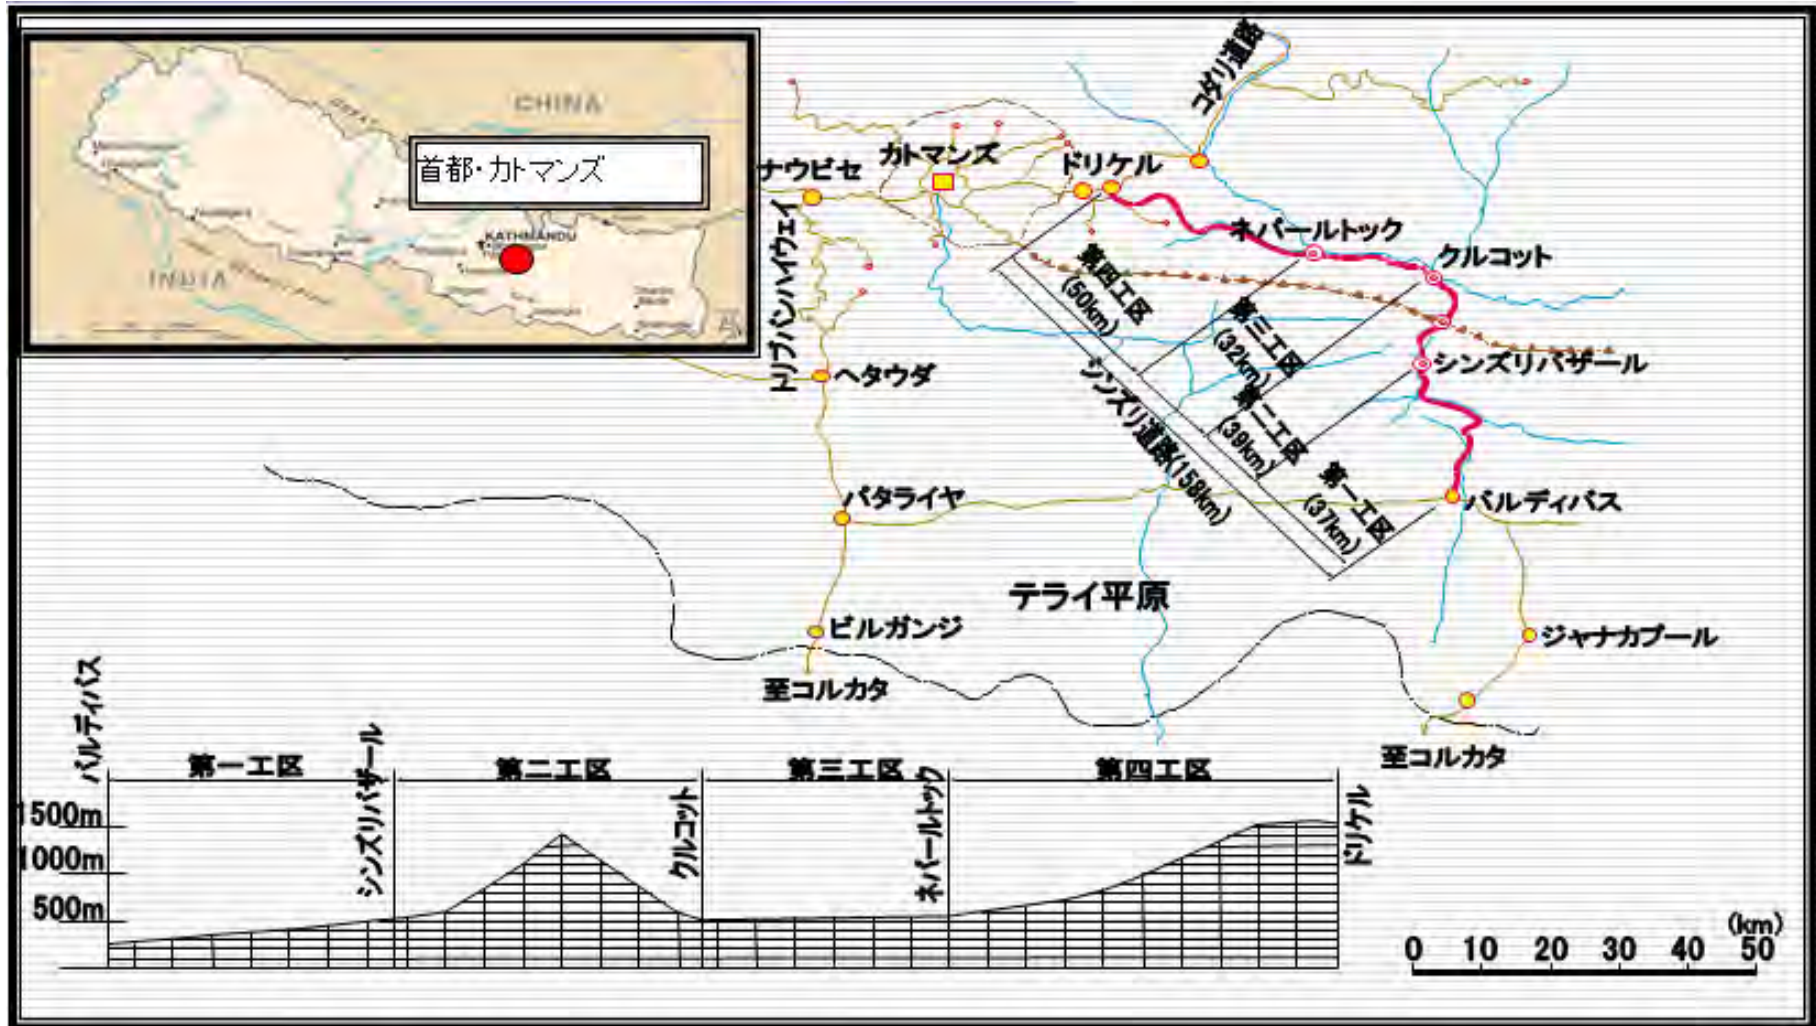 CHINA
首都・カトマンズ
KATHMANDU
INDIA
コダリ道路
ナウビセ
カトマンズ
ドリケル
ネパールトック
クルコット
トリブバンハイウェイ
第四工区
(50km)
第三工区
(32km)
第二工区
(39km)
第一工区
(37km)
シンズリ道路(158km)
シンズリバザール
ヘタウダ
パタライヤ
バルディバス
テライ平原
ビルガンジ
ジャナカプール
至コルカタ
至コルカタ
バルディバス
第一工区
シンズリバザール
第二工区
クルコット
第三工区
ネパールトック
第四工区
ドリケル
1500m
1000m
500m
(km)
0 10 20 30 40 50